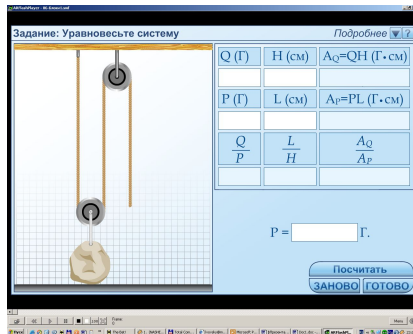 Задание: Уравновесьте систему
Подробнее ?
Q (Г) H (см) AQ=QH (Г•см)
P (Г) L (см) AP=PL (Г•см)
Q/P L/H AQ/AP
P = Г.
Посчитать
ЗАНОВО ГОТОВО